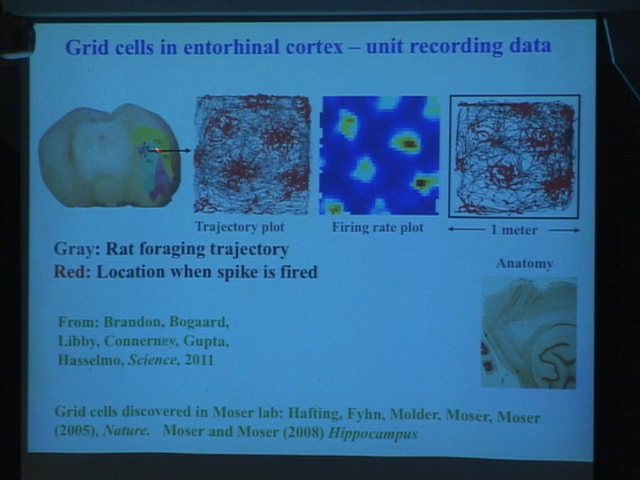 Grid cells in entorhinal cortex – unit recording data
Trajectory plot
Firing rate plot
1 meter
Gray: Rat foraging trajectory
Red: Location when spike is fired
Anatomy
From: Brandon, Bogaard,
Libby, Connerney, Gupta,
Hasselmo, Science, 2011
Grid cells discovered in Moser lab: Hafting, Fyhn, Molder, Moser, Moser
(2005), Nature. Moser and Moser (2008) Hippocampus